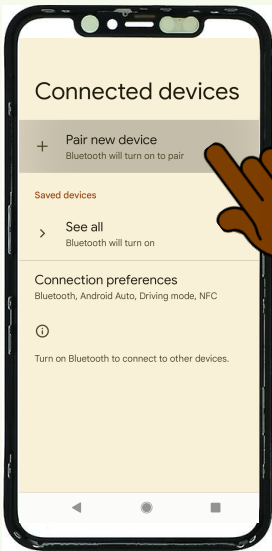 Connected devices
Pair new device
Bluetooth will turn on to pair
Saved devices
See all
Bluetooth will turn on
Connection preferences
Bluetooth, Android Auto, Driving mode, NFC
Turn on Bluetooth to connect to other devices.